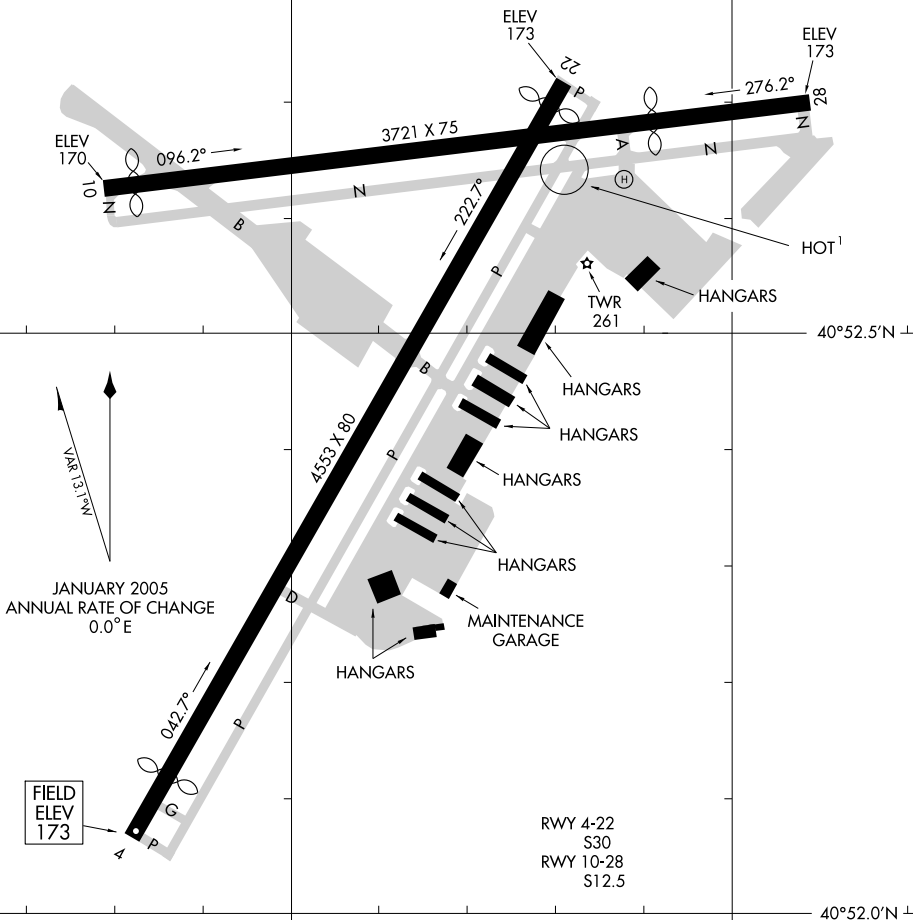 ELEV
173
22
P
ELEV
173
276.2°
28
N
3721 X 75
A
N
ELEV
170
096.2°
10
N
N
H
B
222.7°
HOT 1
P
TWR
261
HANGARS
40°52.5'N
B
HANGARS
HANGARS
4553 X 80
P
HANGARS
VAR 13.1°W
HANGARS
JANUARY 2005
ANNUAL RATE OF CHANGE
0.0° E
D
MAINTENANCE
GARAGE
HANGARS
042.7°
P
FIELD
ELEV
173
G
4
P
RWY 4-22
S30
RWY 10-28
S12.5
40°52.0'N